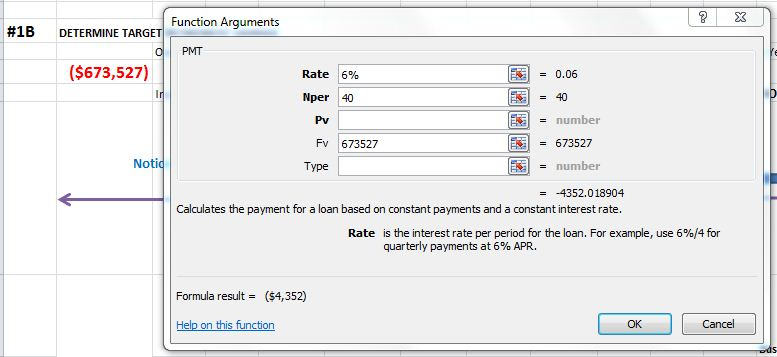 Function Arguments
#1B DETERMINE TARGET
($673,527)
Notic
PMT
Rate 6% = 0.06
Nper 40 = 40
Pv = number
Fv 673527 = 673527
Type = number
= -4352.018904
Calculates the payment for a loan based on constant payments and a constant interest rate.
Rate is the interest rate per period for the loan. For example, use 6%/4 for
quarterly payments at 6% APR.
Formula result = ($4,352)
Help on this function
OK Cancel